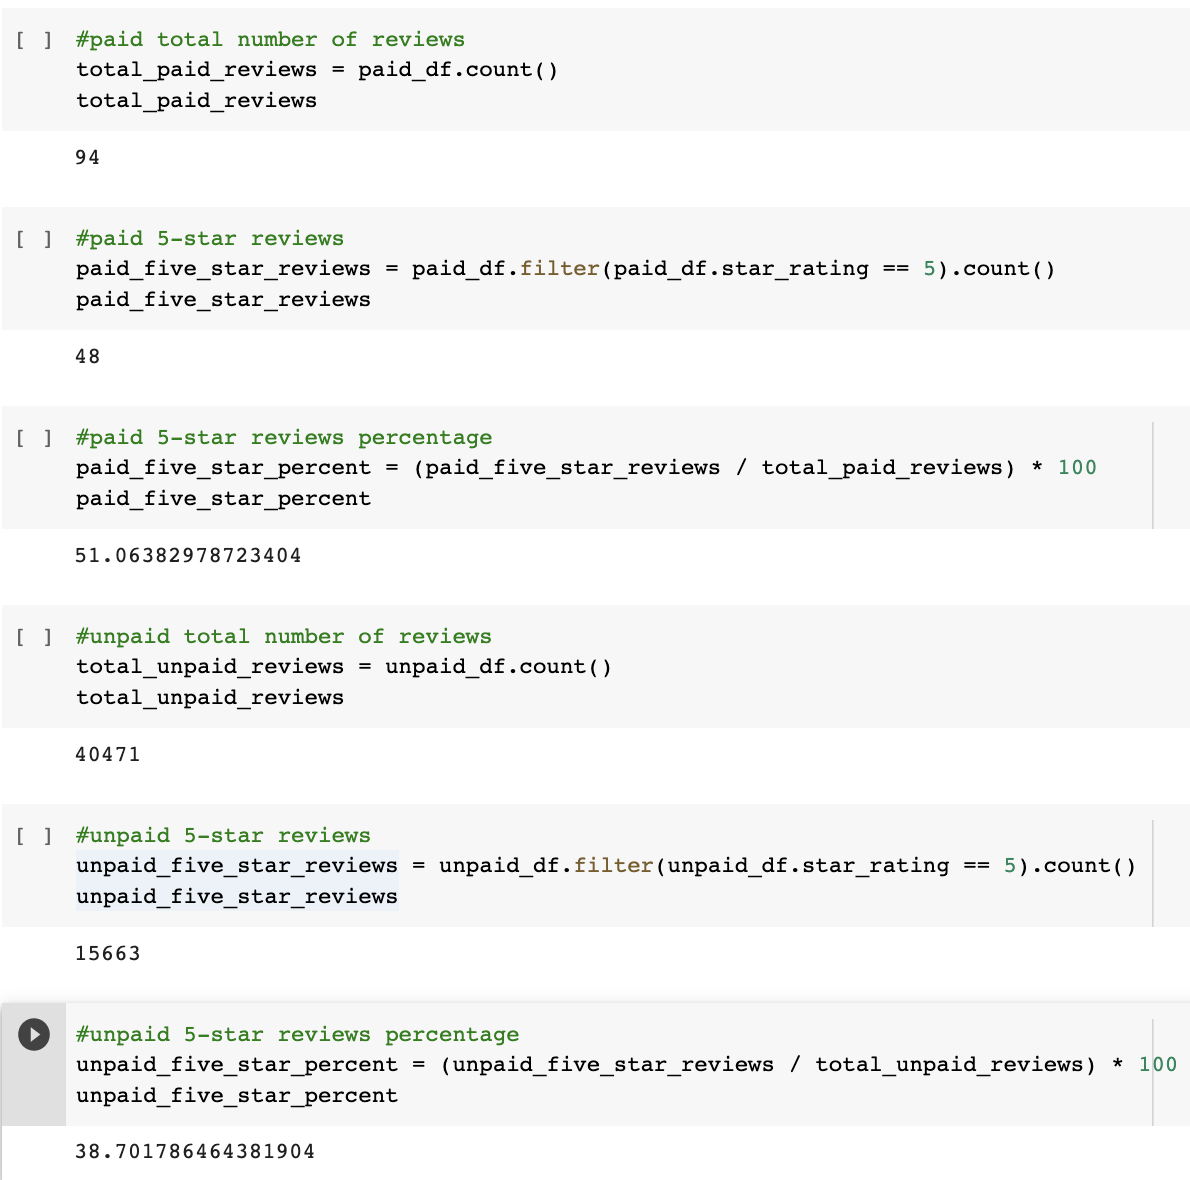 [ ] #paid total number of reviews
total_paid_reviews = paid_df.count()
total_paid_reviews
94
[ ] #paid 5-star reviews
paid_five_star_reviews = paid_df.filter(paid_df.star_rating == 5).count()
paid_five_star_reviews
48
[ ] #paid 5-star reviews percentage
paid_five_star_percent = (paid_five_star_reviews / total_paid_reviews) * 100
paid_five_star_percent
51.06382978723404
[ ] #unpaid total number of reviews
total_unpaid_reviews = unpaid_df.count()
total_unpaid_reviews
40471
[ ] #unpaid 5-star reviews
unpaid_five_star_reviews = unpaid_df.filter(unpaid_df.star_rating == 5).count()
unpaid_five_star_reviews
15663
#unpaid 5-star reviews percentage
unpaid_five_star_percent = (unpaid_five_star_reviews / total_unpaid_reviews) * 100
unpaid_five_star_percent
38.701786464381904